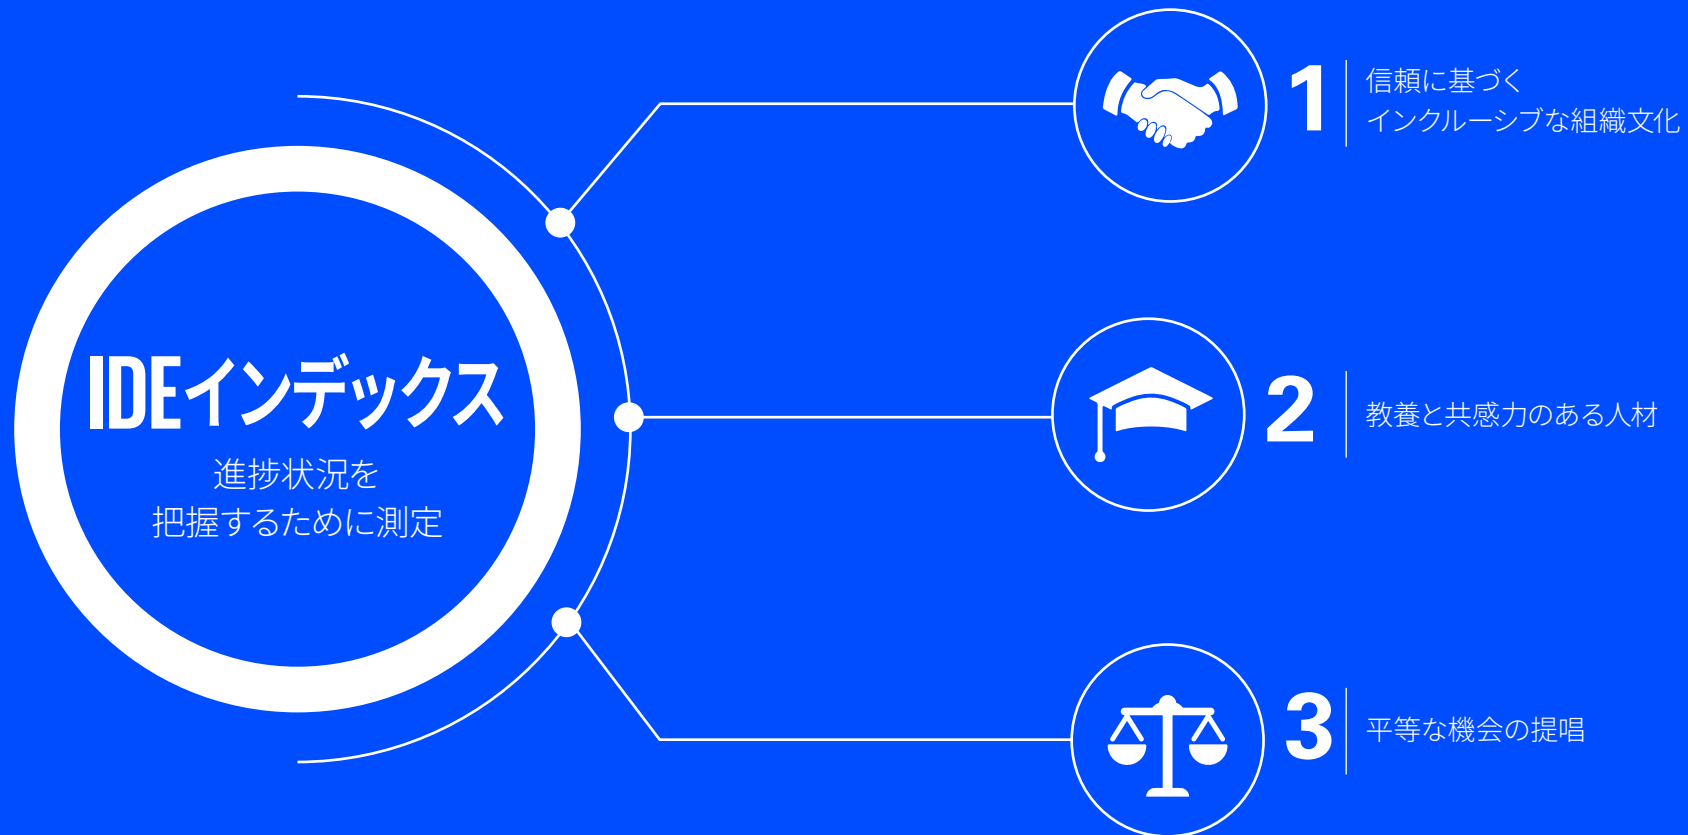 IDEインデックス
進捗状況を
把握するために測定
1
信頼に基づく
インクルーシブな組織文化
2
教養と共感力のある人材
3
平等な機会の提唱